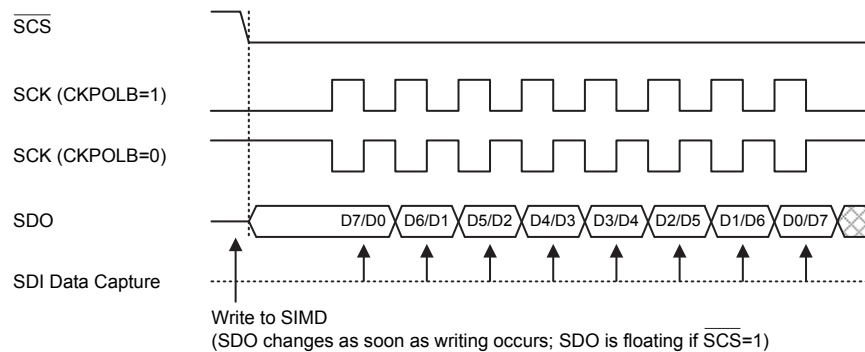 SCS
SCK (CKPOLB=1)
SCK (CKPOLB=0)
SDO D7/D0 D6/D1 D5/D2 D4/D3 D3/D4 D2/D5 D1/D6 D0/D7
SDI Data Capture
Write to SIMD
(SDO changes as soon as writing occurs; SDO is floating if SCS=1)